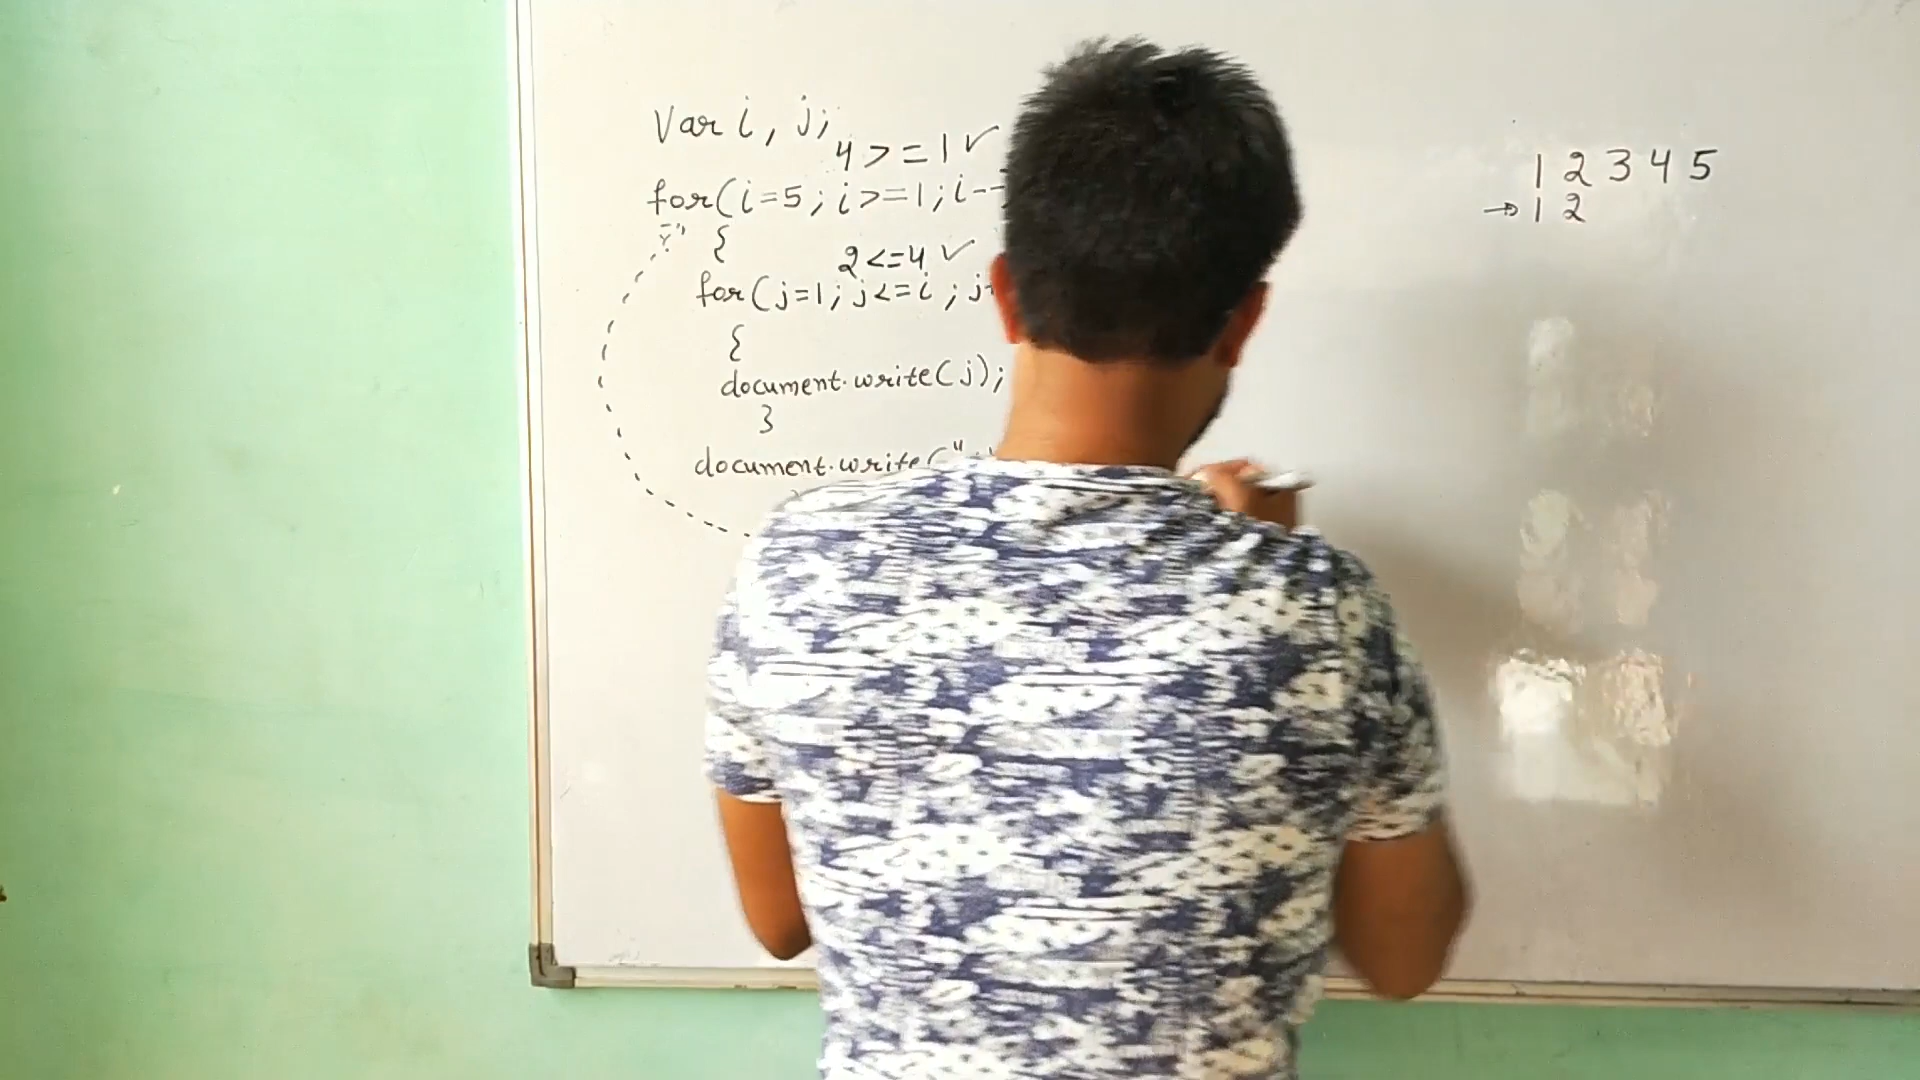 Var i, j;
4>=1✓
for(i=5; i>=1; i--
{
2<=4 ✓
for(j=1; j<=i ; j+
{
document.write(j);
}
document.write("
1 2 3 4 5
→ 1 2